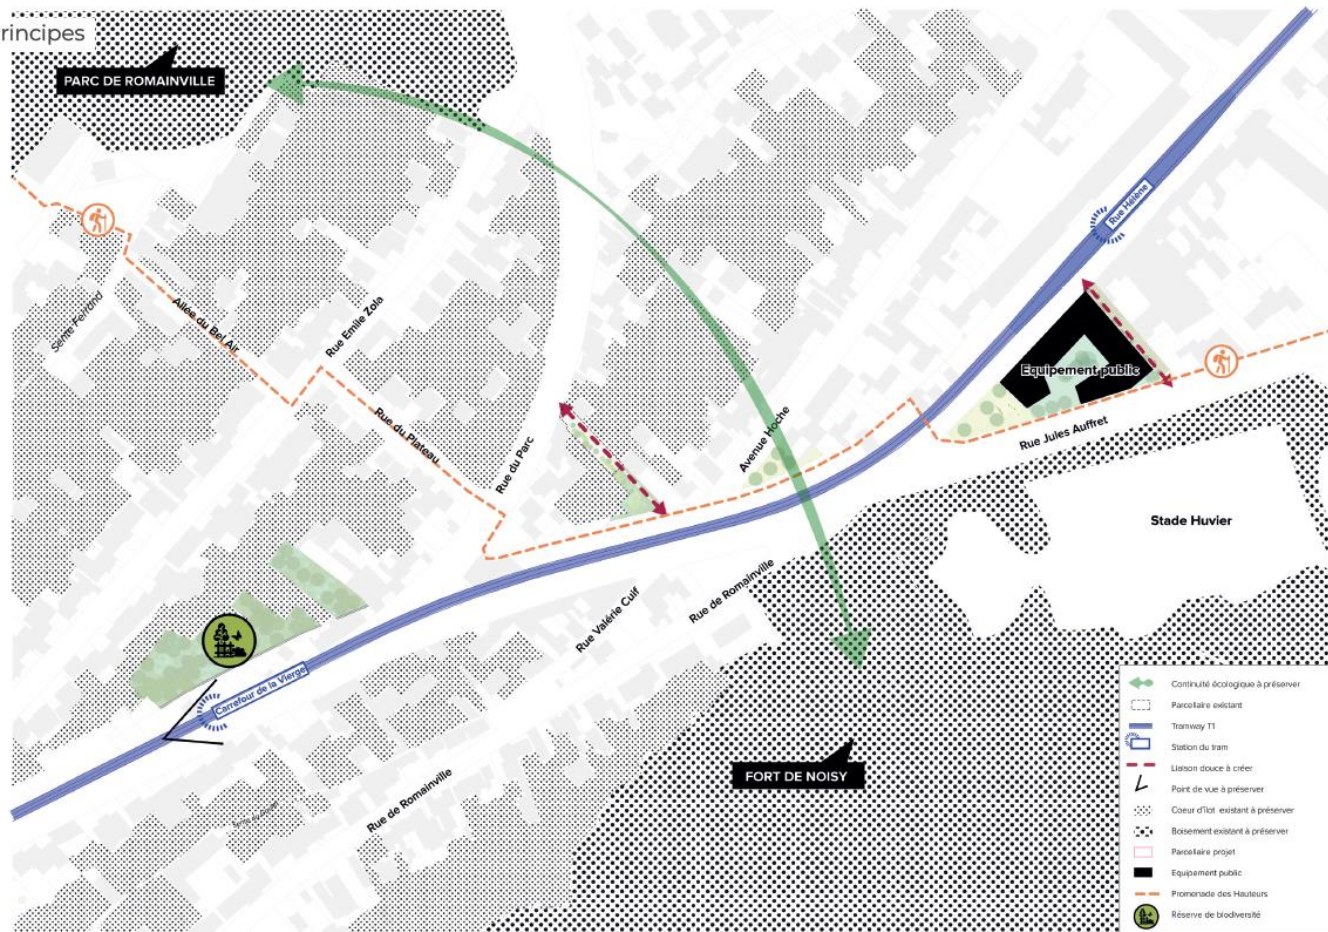 rincipes
PARC DE ROMAINVILLE
Rue Hélène
Sente Ferrand
Allée du Bel Air
Rue Emile Zola
Equipement public
Rue du Plateau
Avenue Hoche
Rue Jules Auffret
Rue du Parc
Stade Huvier
Rue de Romainville
Rue Valérie Cuif
Carrefour de la Vierge
FORT DE NOISY
Rue de Romainville
Continuité écologique à préserver
Parcellaire existant
Tramway T1
Station du tram
Liaison douce à créer
Point de vue à préserver
Coeur d'îlot existant à préserver
Boisement existant à préserver
Parcellaire projet
Equipement public
Promenade des Hauteurs
Réserve de biodiversité